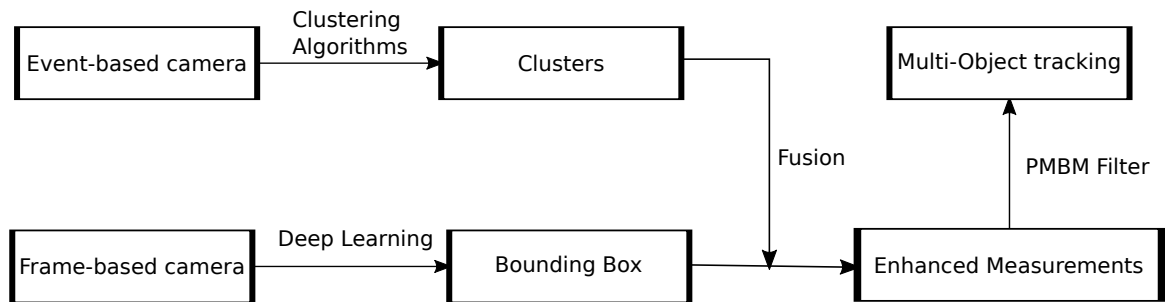 Clustering
Algorithms
Event-based camera
Clusters
Multi-Object tracking
Fusion
PMBM Filter
Deep Learning
Frame-based camera
Bounding Box
Enhanced Measurements